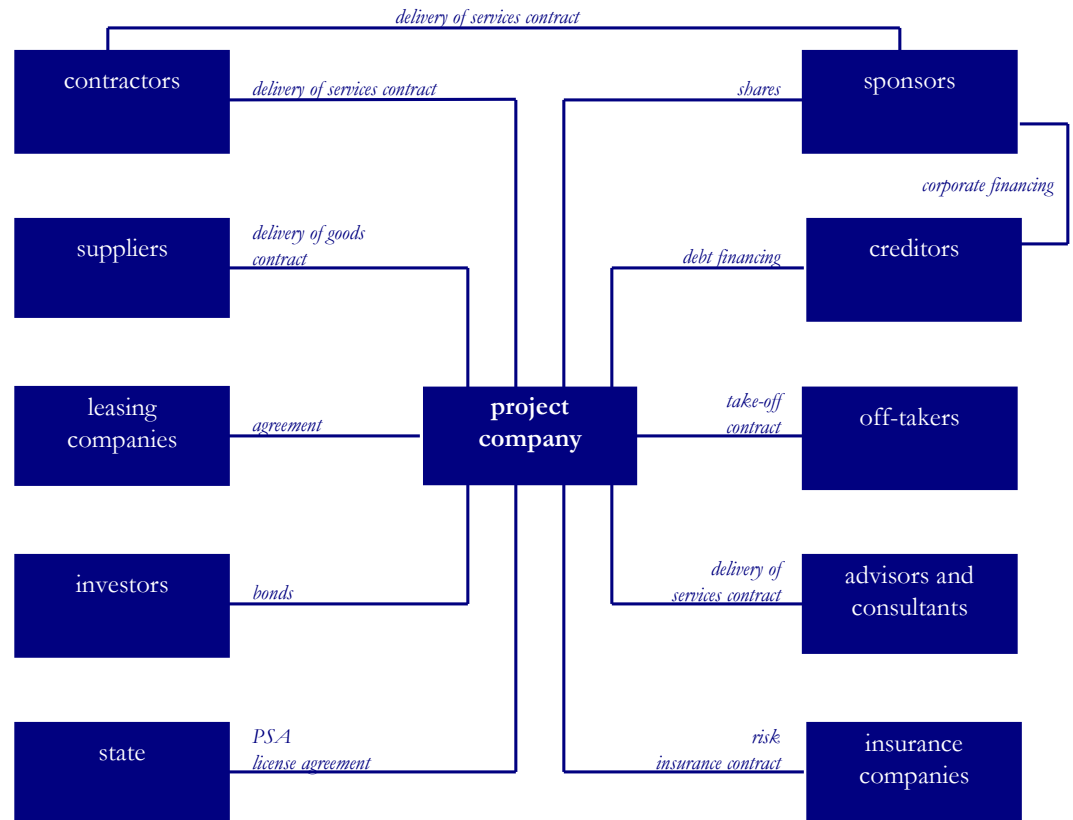 delivery of services contract
contractors
delivery of services contract
shares
sponsors
corporate financing
suppliers
delivery of goods
contract
debt financing
creditors
leasing
companies
agreement
project
company
take-off
contract
off-takers
investors
bonds
delivery of
services contract
advisors and
consultants
state
PSA
license agreement
risk
insurance contract
insurance
companies